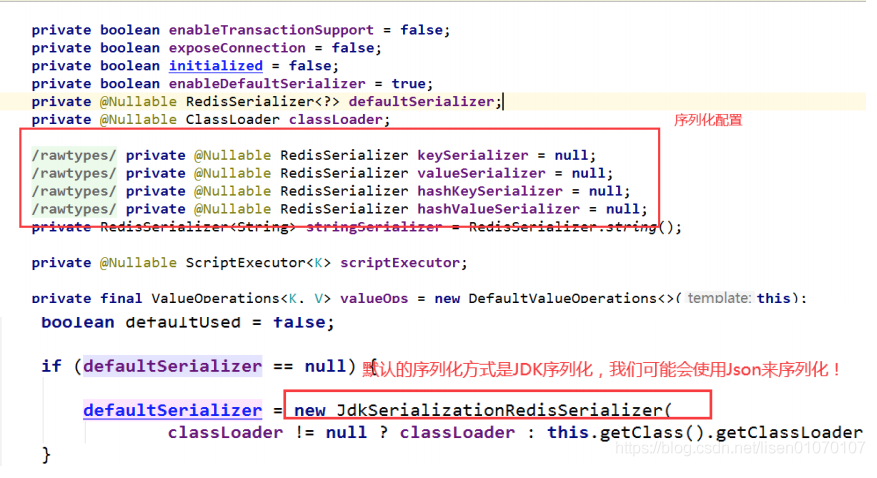 private boolean enableTransactionSupport = false;
private boolean exposeConnection = false;
private boolean initialized = false;
private boolean enableDefaultSerializer = true;
private @Nullable RedisSerializer<?> defaultSerializer;
private @Nullable ClassLoader classLoader;
序列化配置
/rawtypes/ private @Nullable RedisSerializer keySerializer = null;
/rawtypes/ private @Nullable RedisSerializer valueSerializer = null;
/rawtypes/ private @Nullable RedisSerializer hashKeySerializer = null;
/rawtypes/ private @Nullable RedisSerializer hashValueSerializer = null;
private RedisSerializer<String> stringSerializer = RedisSerializer.string();
private @Nullable ScriptExecutor<K> scriptExecutor;
private final ValueOperations<K, V> valueOps = new DefaultValueOperations<>( template: this);
boolean defaultUsed = false;
if (defaultSerializer == null) {
默认的序列化方式是JDK序列化，我们可能会使用Json来序列化！
defaultSerializer = new JdkSerializationRedisSerializer(
classLoader != null ? classLoader : this.getClass().getClassLoader
}
https://blog.csdn.net/lisen01070107